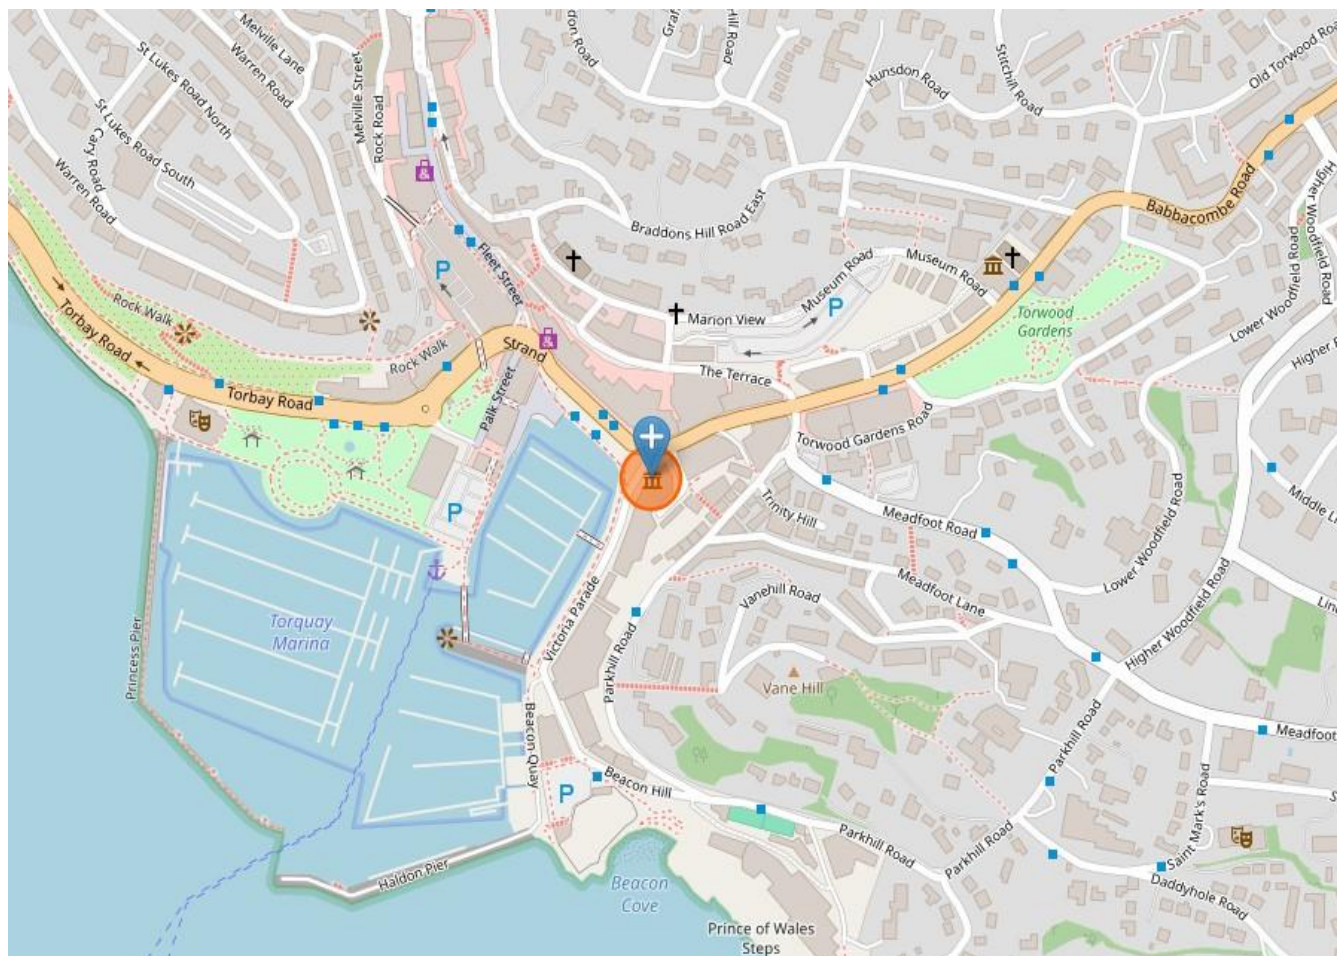 Melville Lane
St Lukes Road North
Warren Road
Melville Street
Rock Road
St Lukes Road South
Cary Road
Warren Road
Hill Road
Stitchill Road
Hunsdon Road
Old Torwood
Babbacombe Road
Higher Woodfield Road
Braddons Hill Road East
Fleet Street
P
Museum Road
Museum Road
P
Marion View
Torwood
Gardens
Lower Woodfield Road
Rock Walk
Torbay Road
Rock Walk
Strand
The Terrace
Torbay Road
Palk Street
Torwood Gardens Road
P
Trinity Hill
Meadfoot Road
Middle
Lower Woodfield Road
Meadfoot Lane
Vanehill Road
Higher Woodfield Road
Torquay
Marina
Victoria Parade
Princess Pier
Parkhill Road
Vane Hill
Beacon Quay
Parkhill Road
Meadfoot
P
Beacon Hill
Saint Mark's Road
Parkhill Road
Parkhill Road
Haldon Pier
Daddyhole Road
Beacon
Cove
Prince of Wales
Steps